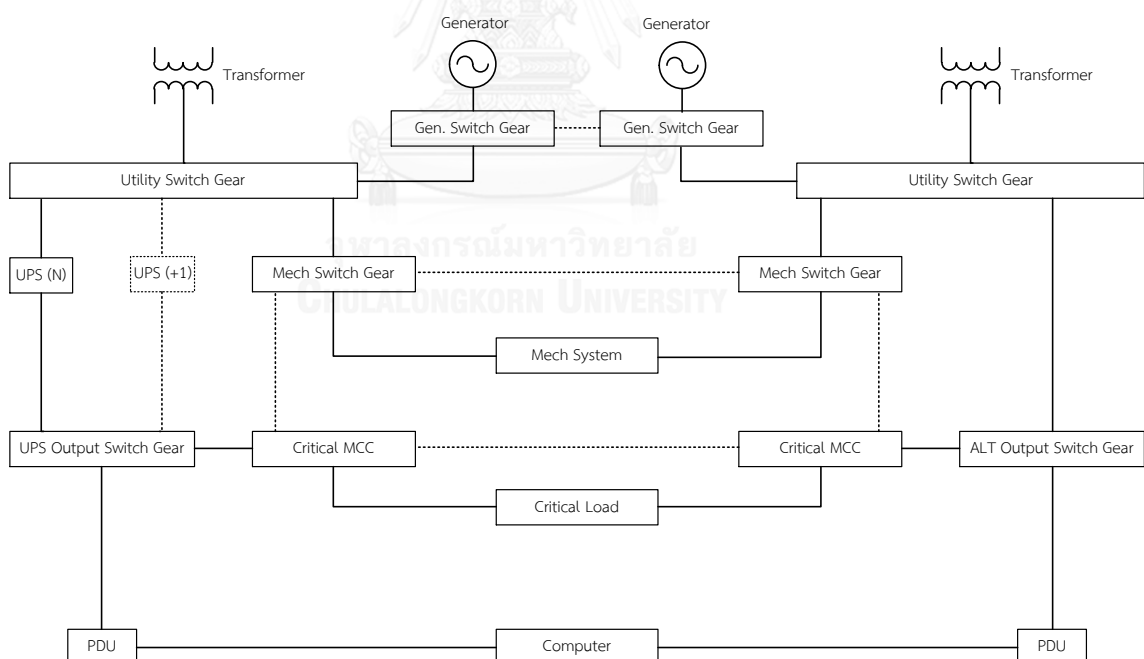 Generator
Generator
Transformer
Transformer
Gen. Switch Gear
Gen. Switch Gear
Utility Switch Gear
Utility Switch Gear
จุฬาลงกรณ์มหาวิทยาลัย
UPS (N)
UPS (+1)
Mech Switch Gear
Mech Switch Gear
CHULALONGKORN UNIVERSITY
Mech System
UPS Output Switch Gear
Critical MCC
Critical MCC
ALT Output Switch Gear
Critical Load
PDU
Computer
PDU